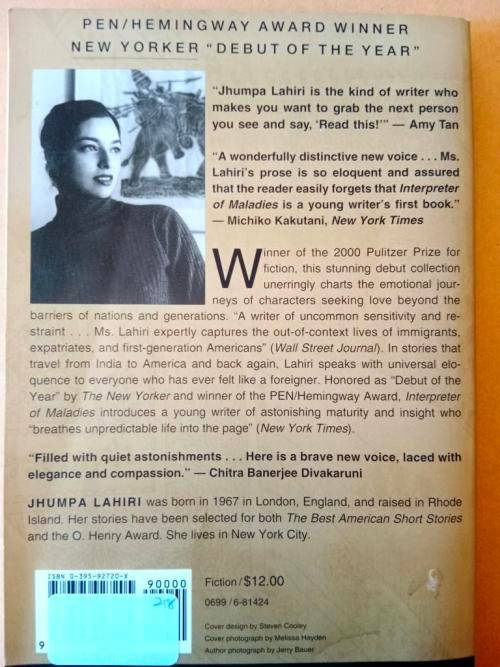 PEN/HEMINGWAY AWARD WINNER
NEW YORKER "DEBUT OF THE YEAR"
"Jhumpa Lahiri is the kind of writer who
makes you want to grab the next person
you see and say, 'Read this!'" — Amy Tan
"A wonderfully distinctive new voice . . . Ms.
Lahiri's prose is so eloquent and assured
that the reader easily forgets that Interpreter
of Maladies is a young writer's first book."
— Michiko Kakutani, New York Times
Winner of the 2000 Pulitzer Prize for
fiction, this stunning debut collection
unerringly charts the emotional jour-
neys of characters seeking love beyond the
barriers of nations and generations. "A writer of uncommon sensitivity and re-
straint . . . Ms. Lahiri expertly captures the out-of-context lives of immigrants,
expatriates, and first-generation Americans" (Wall Street Journal). In stories that
travel from India to America and back again, Lahiri speaks with universal elo-
quence to everyone who has ever felt like a foreigner. Honored as "Debut of the
Year" by The New Yorker and winner of the PEN/Hemingway Award, Interpreter
of Maladies introduces a young writer of astonishing maturity and insight who
"breathes unpredictable life into the page" (New York Times).
"Filled with quiet astonishments . . . Here is a brave new voice, laced with
elegance and compassion." — Chitra Banerjee Divakaruni
JHUMPA LAHIRI was born in 1967 in London, England, and raised in Rhode
Island. Her stories have been selected for both The Best American Short Stories
and the O. Henry Award. She lives in New York City.
ISBN 0-395-92720-X
90000
218
9
Fiction / $12.00
0699 / 6-81424
Cover design by Steven Cooley
Cover photograph by Melissa Hayden
Author photograph by Jerry Bauer